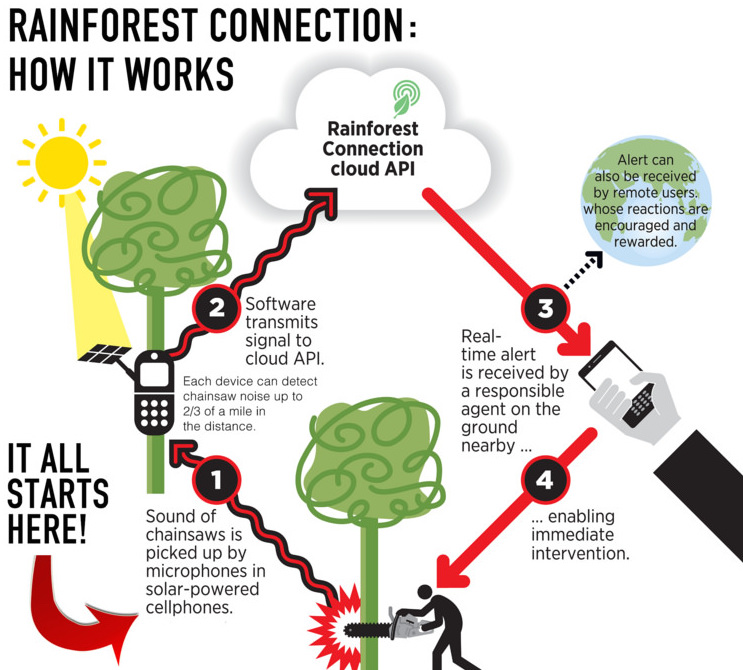 RAINFOREST CONNECTION:
HOW IT WORKS
Rainforest
Connection
cloud API
Alert can
also be received
by remote users.
whose reactions are
encouraged and
rewarded.
2
Software
transmits
signal to
cloud API.
Each device can detect
chainsaw noise up to
2/3 of a mile in
the distance.
3
Real-
time alert
is received by
a responsible
agent on the
ground
nearby ...
IT ALL
STARTS
HERE!
1
Sound of
chainsaws is
picked up by
microphones in
solar-powered
cellphones.
4
... enabling
immediate
intervention.